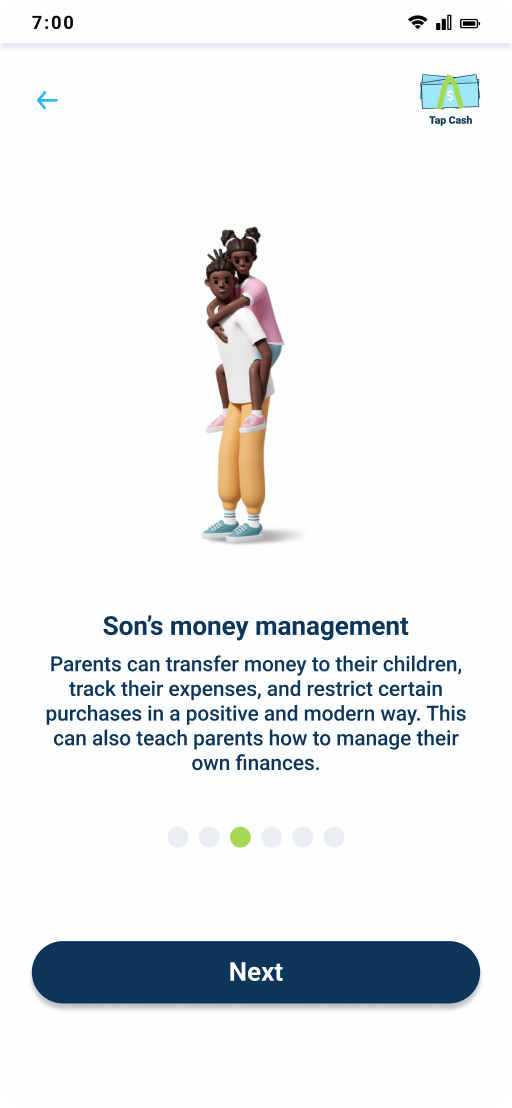 7:00
$
Tap Cash
Son's money management
Parents can transfer money to their children,
track their expenses, and restrict certain
purchases in a positive and modern way. This
can also teach parents how to manage their
own finances.
Next